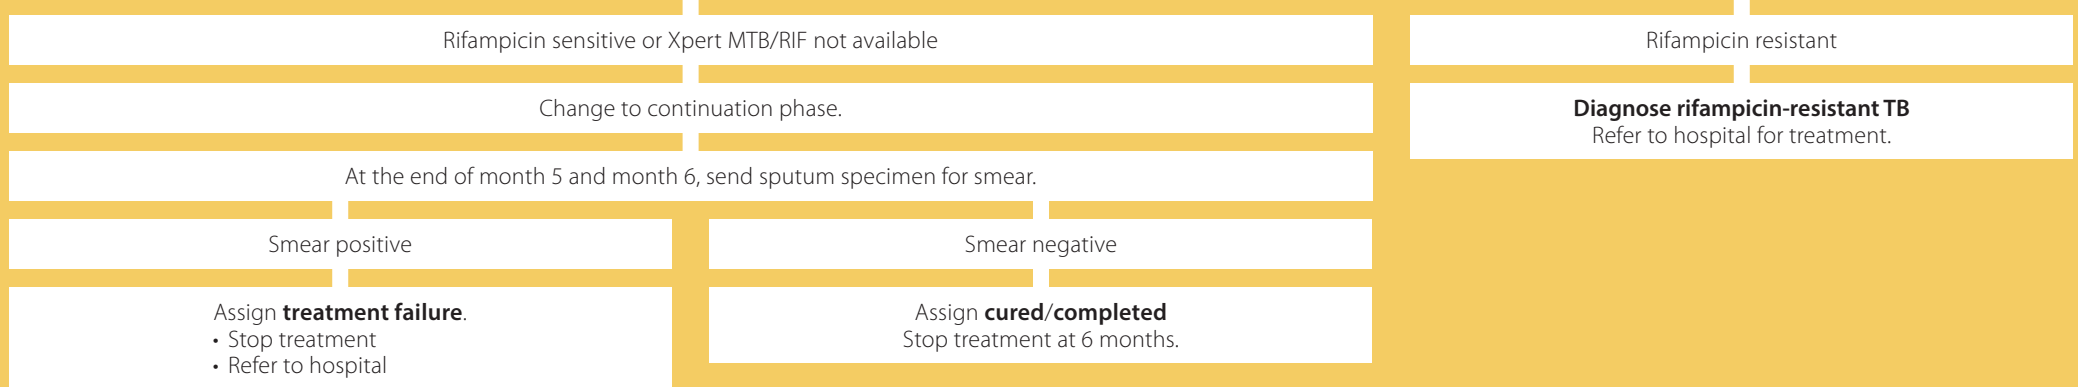 Rifampicin sensitive or Xpert MTB/RIF not available
Rifampicin resistant
Change to continuation phase.
Diagnose rifampicin-resistant TB
Refer to hospital for treatment.
At the end of month 5 and month 6, send sputum specimen for smear.
Smear positive
Smear negative
Assign treatment failure.
• Stop treatment
• Refer to hospital
Assign cured/completed
Stop treatment at 6 months.